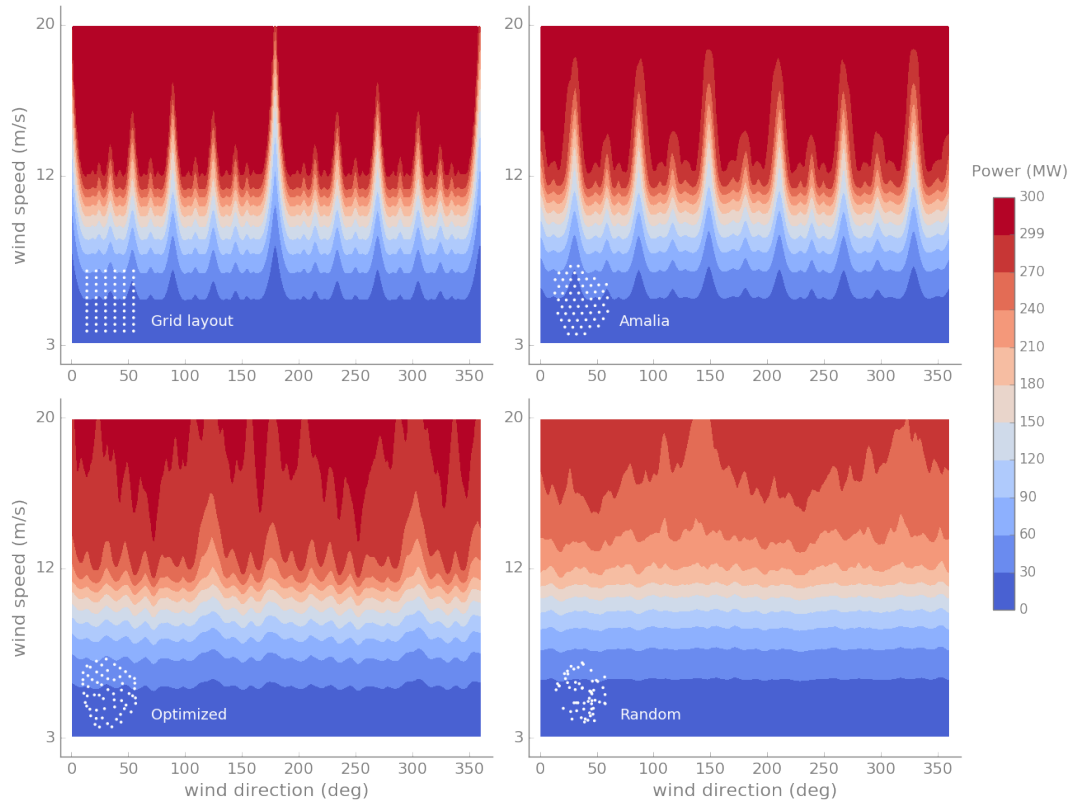 20
12
3
wind speed (m/s)
Grid layout
0 50 100 150 200 250 300 350
20
12
3
Amalia
0 50 100 150 200 250 300 350
20
12
3
wind speed (m/s)
Optimized
0 50 100 150 200 250 300 350
wind direction (deg)
20
12
3
Random
0 50 100 150 200 250 300 350
wind direction (deg)
Power (MW)
300
299
270
240
210
180
150
120
90
60
30
0